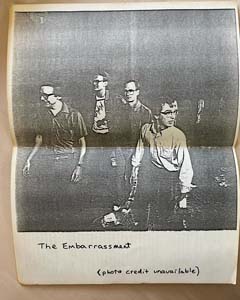 The Embarrassment
(photo credit unavailable)